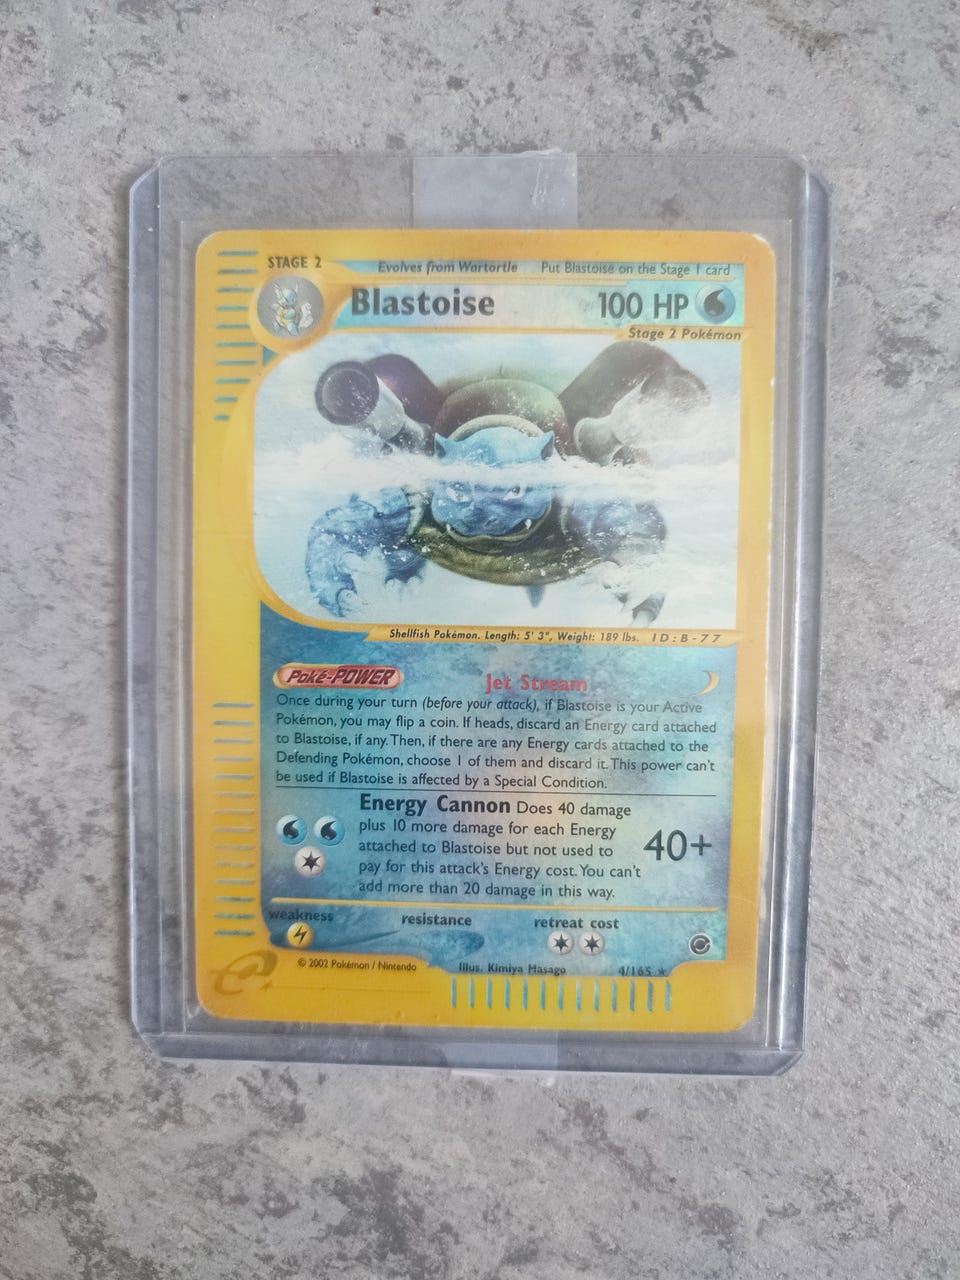 STAGE 2 Evolves from Wartortle Put Blastoise on the Stage 1 card
Blastoise 100 HP
Stage 2 Pokémon
Shellfish Pokémon. Length: 5' 3", Weight: 189 lbs. ID:B-77
Poké-POWER Jet Stream
Once during your turn (before your attack), if Blastoise is your Active
Pokémon, you may flip a coin. If heads, discard an Energy card attached
to Blastoise, if any. Then, if there are any Energy cards attached to the
Defending Pokémon, choose 1 of them and discard it. This power can't
be used if Blastoise is affected by a Special Condition.
Energy Cannon Does 40 damage
plus 10 more damage for each Energy
attached to Blastoise but not used to
pay for this attack's Energy cost. You can't
add more than 20 damage in this way.
40+
weakness resistance retreat cost
© 2002 Pokémon / Nintendo Illus. Kimiya Masago 4/165 ★
e